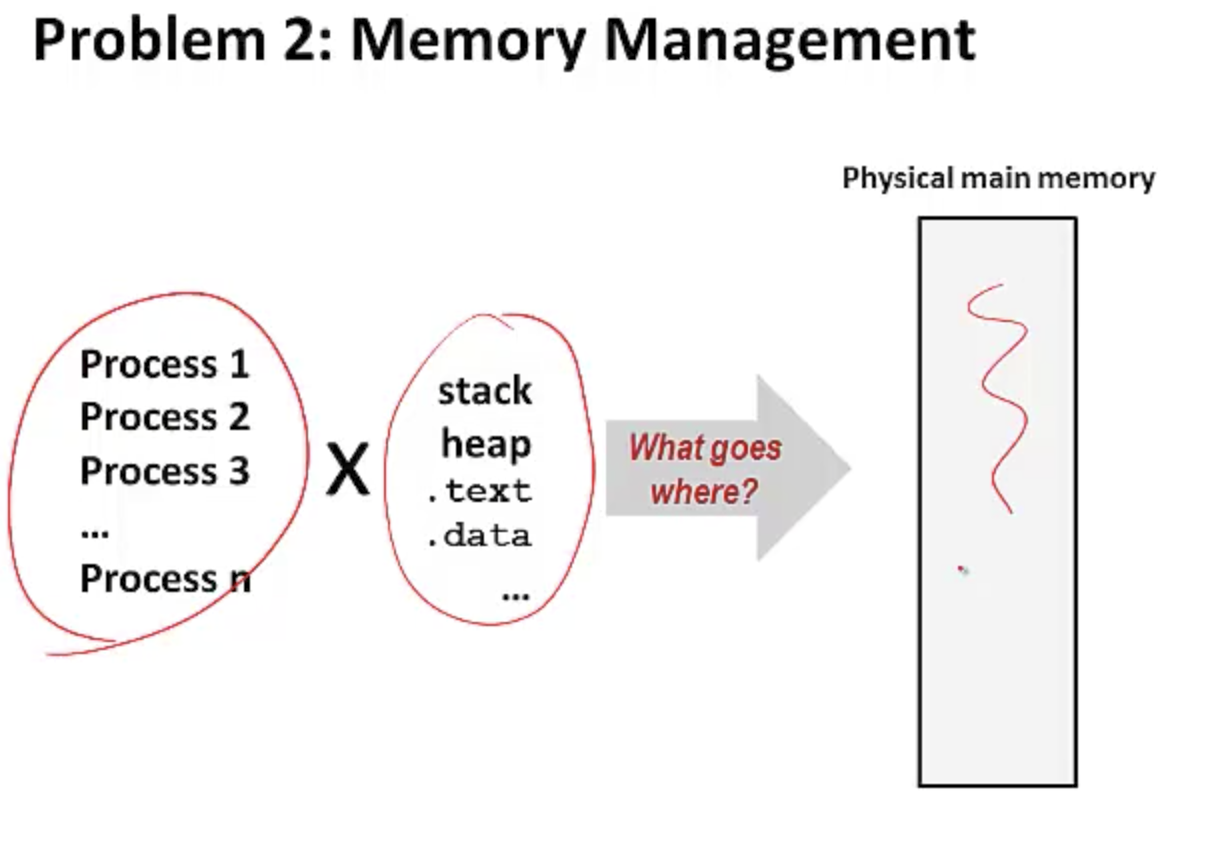 Problem 2: Memory Management
Physical main memory
Process 1
Process 2
Process 3
...
Process n
X
stack
heap
.text
.data
...
What goes
where?